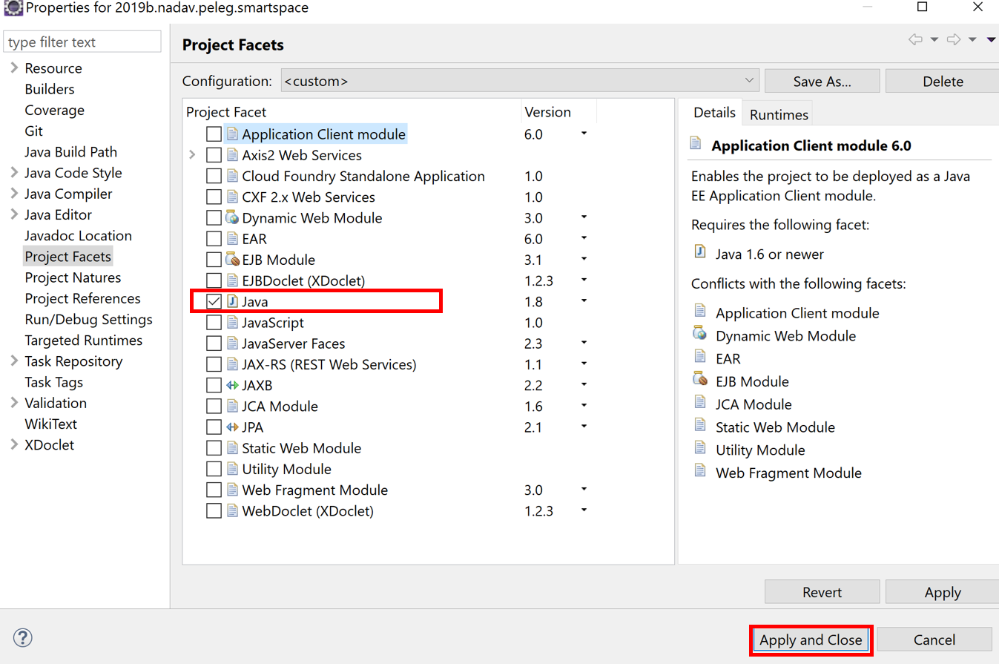 Properties for 2019b.nadav.peleg.smartspace
type filter text
Resource
Builders
Coverage
Git
Java Build Path
Java Code Style
Java Compiler
Java Editor
Javadoc Location
Project Facets
Project Natures
Project References
Run/Debug Settings
Targeted Runtimes
Task Repository
Task Tags
Validation
WikiText
XDoclet
Project Facets
Configuration: <custom> Save As... Delete
Project Facet Version
Application Client module 6.0
Axis2 Web Services
Cloud Foundry Standalone Application 1.0
CXF 2.x Web Services 1.0
Dynamic Web Module 3.0
EAR 6.0
EJB Module 3.1
EJBDoclet (XDoclet) 1.2.3
Java 1.8
JavaScript 1.0
JavaServer Faces 2.3
JAX-RS (REST Web Services) 1.1
JAXB 2.2
JCA Module 1.6
JPA 2.1
Static Web Module
Utility Module
Web Fragment Module 3.0
WebDoclet (XDoclet) 1.2.3
Details Runtimes
Application Client module 6.0
Enables the project to be deployed as a Java
EE Application Client module.
Requires the following facet:
Java 1.6 or newer
Conflicts with the following facets:
Application Client module
Dynamic Web Module
EAR
EJB Module
JCA Module
Static Web Module
Utility Module
Web Fragment Module
Revert Apply
? Apply and Close Cancel